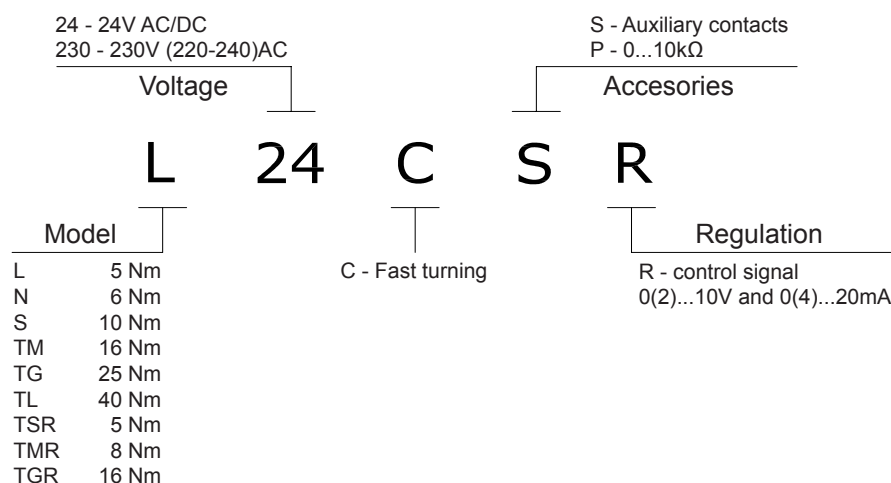 24 - 24V AC/DC
230 - 230V (220-240)AC
Voltage
S - Auxiliary contacts
P - 0...10kΩ
Accesories
L 24 C S R
Model
L 5 Nm
N 6 Nm
S 10 Nm
TM 16 Nm
TG 25 Nm
TL 40 Nm
TSR 5 Nm
TMR 8 Nm
TGR 16 Nm
C - Fast turning
Regulation
R - control signal
0(2)...10V and 0(4)...20mA